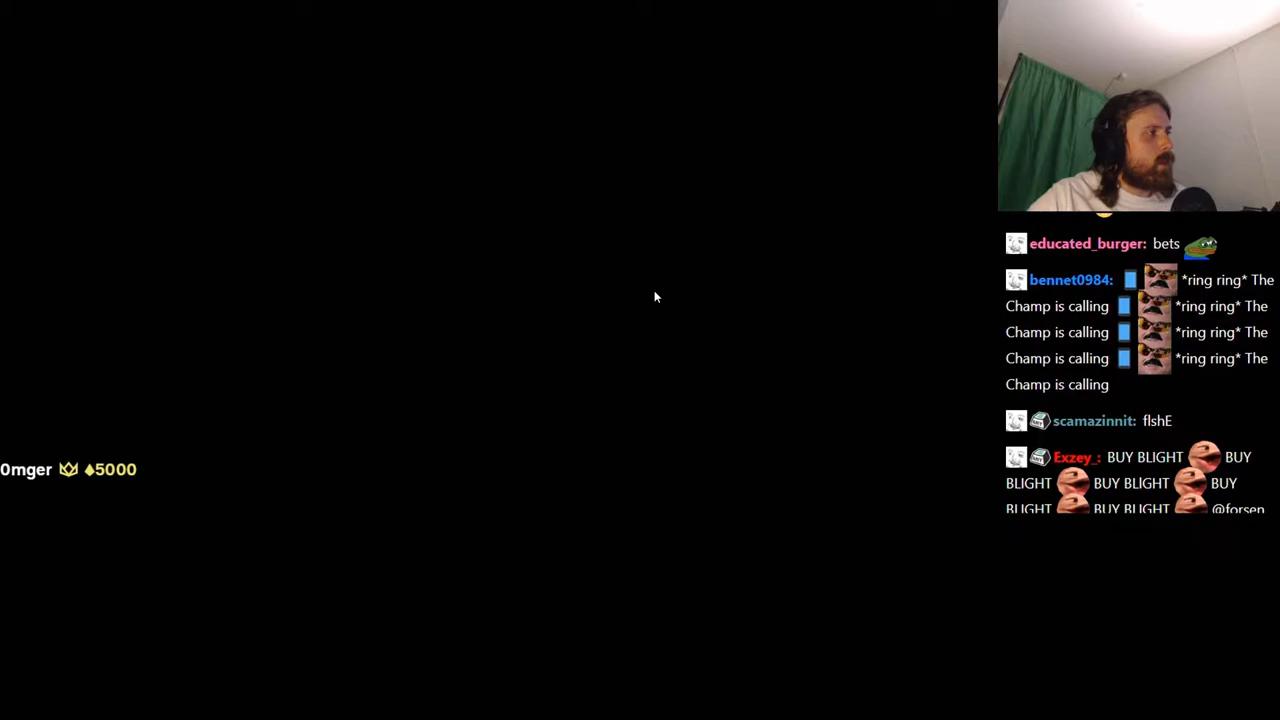 educated_burger: bets
bennet0984: *ring ring* The
Champ is calling *ring ring* The
Champ is calling *ring ring* The
Champ is calling *ring ring* The
Champ is calling
scamazinnit: flshE
0mger 5000
Exzey_: BUY BLIGHT BUY
BLIGHT BUY BLIGHT BUY
BLIGHT BUY BLIGHT @forsen